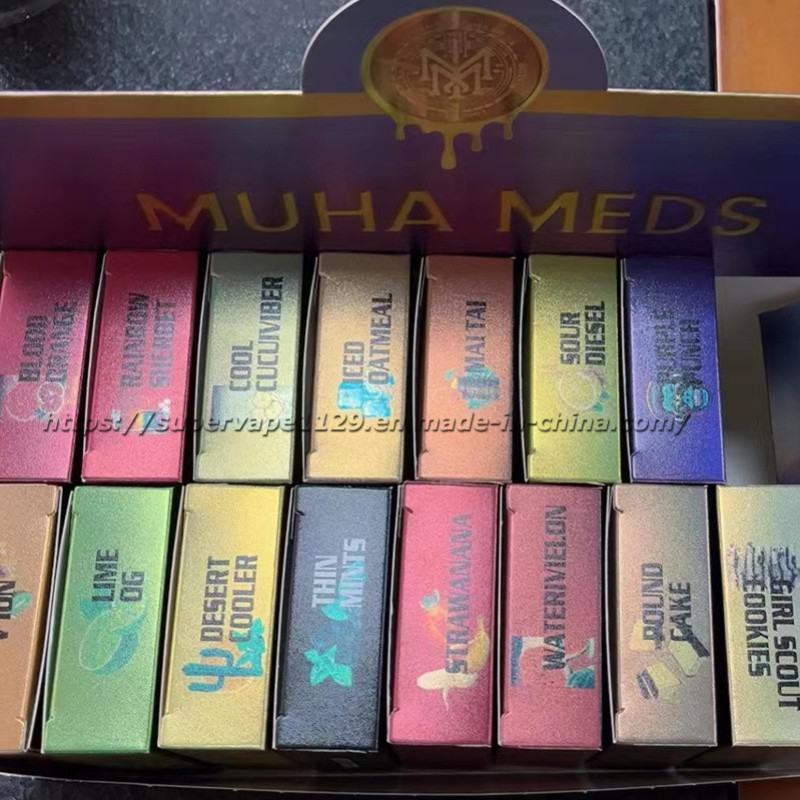 MUHA MEDS
BLOOD
ORANGE
RAINBOW
SHERBET
COOL
CUCUMBER
ICED
OATMEAL
MAI TAI
SOUR
DIESEL
PURPLE
PUNCH
https://supervape1129.en.made-in-china.com/
LIME
OG
DESERT
COOLER
THIN
MINTS
STRAWANANA
WATERMELON
POUND
CAKE
GIRL SCOUT
COOKIES